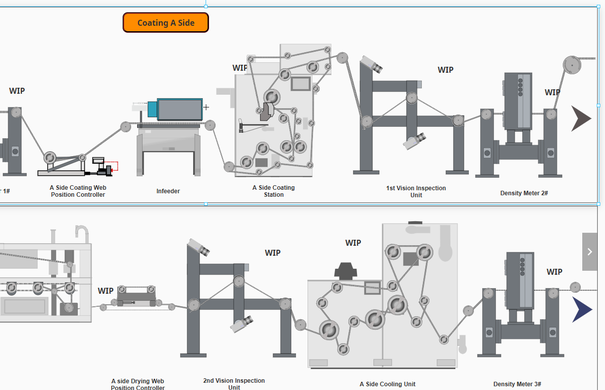 Coating A Side
WIP
WIP
WIP
WIP
r 1#
A Side Coating Web
Position Controller
Infeeder
A Side Coating
Station
1st Vision Inspection
Unit
Density Meter 2#
WIP
WIP
WIP
WIP
A side Drying Web
Position Controller
2nd Vision Inspection
Unit
A Side Cooling Unit
Density Meter 3#